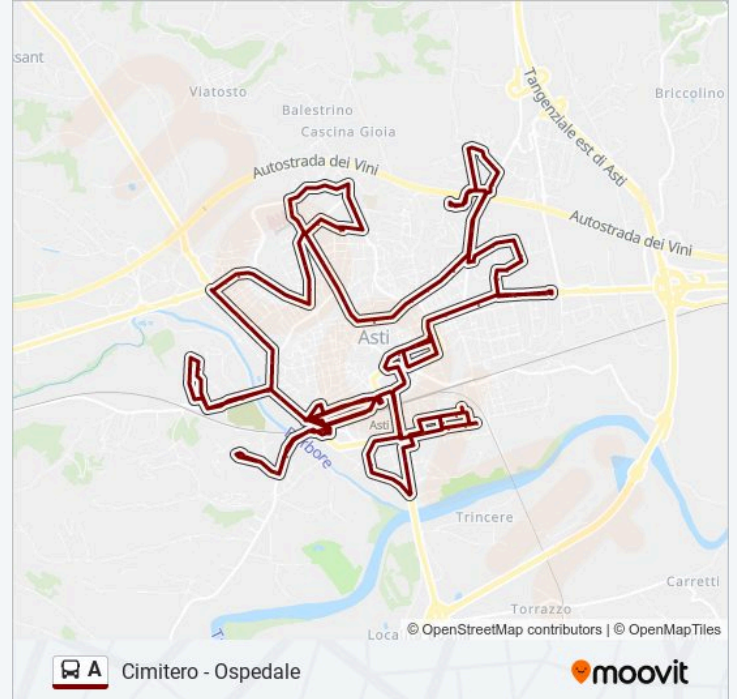 sant
Viatosto
Balestrino
Cascina Gioia
Autostrada dei Vini
Tangenziale est di Asti
Briccolino
Autostrada dei Vini
Asti
Asti
Borbore
Trincere
Carretti
Torrazzo
Loca
T
© OpenStreetMap contributors | © OpenMapTiles
A Cimitero - Ospedale
moovit